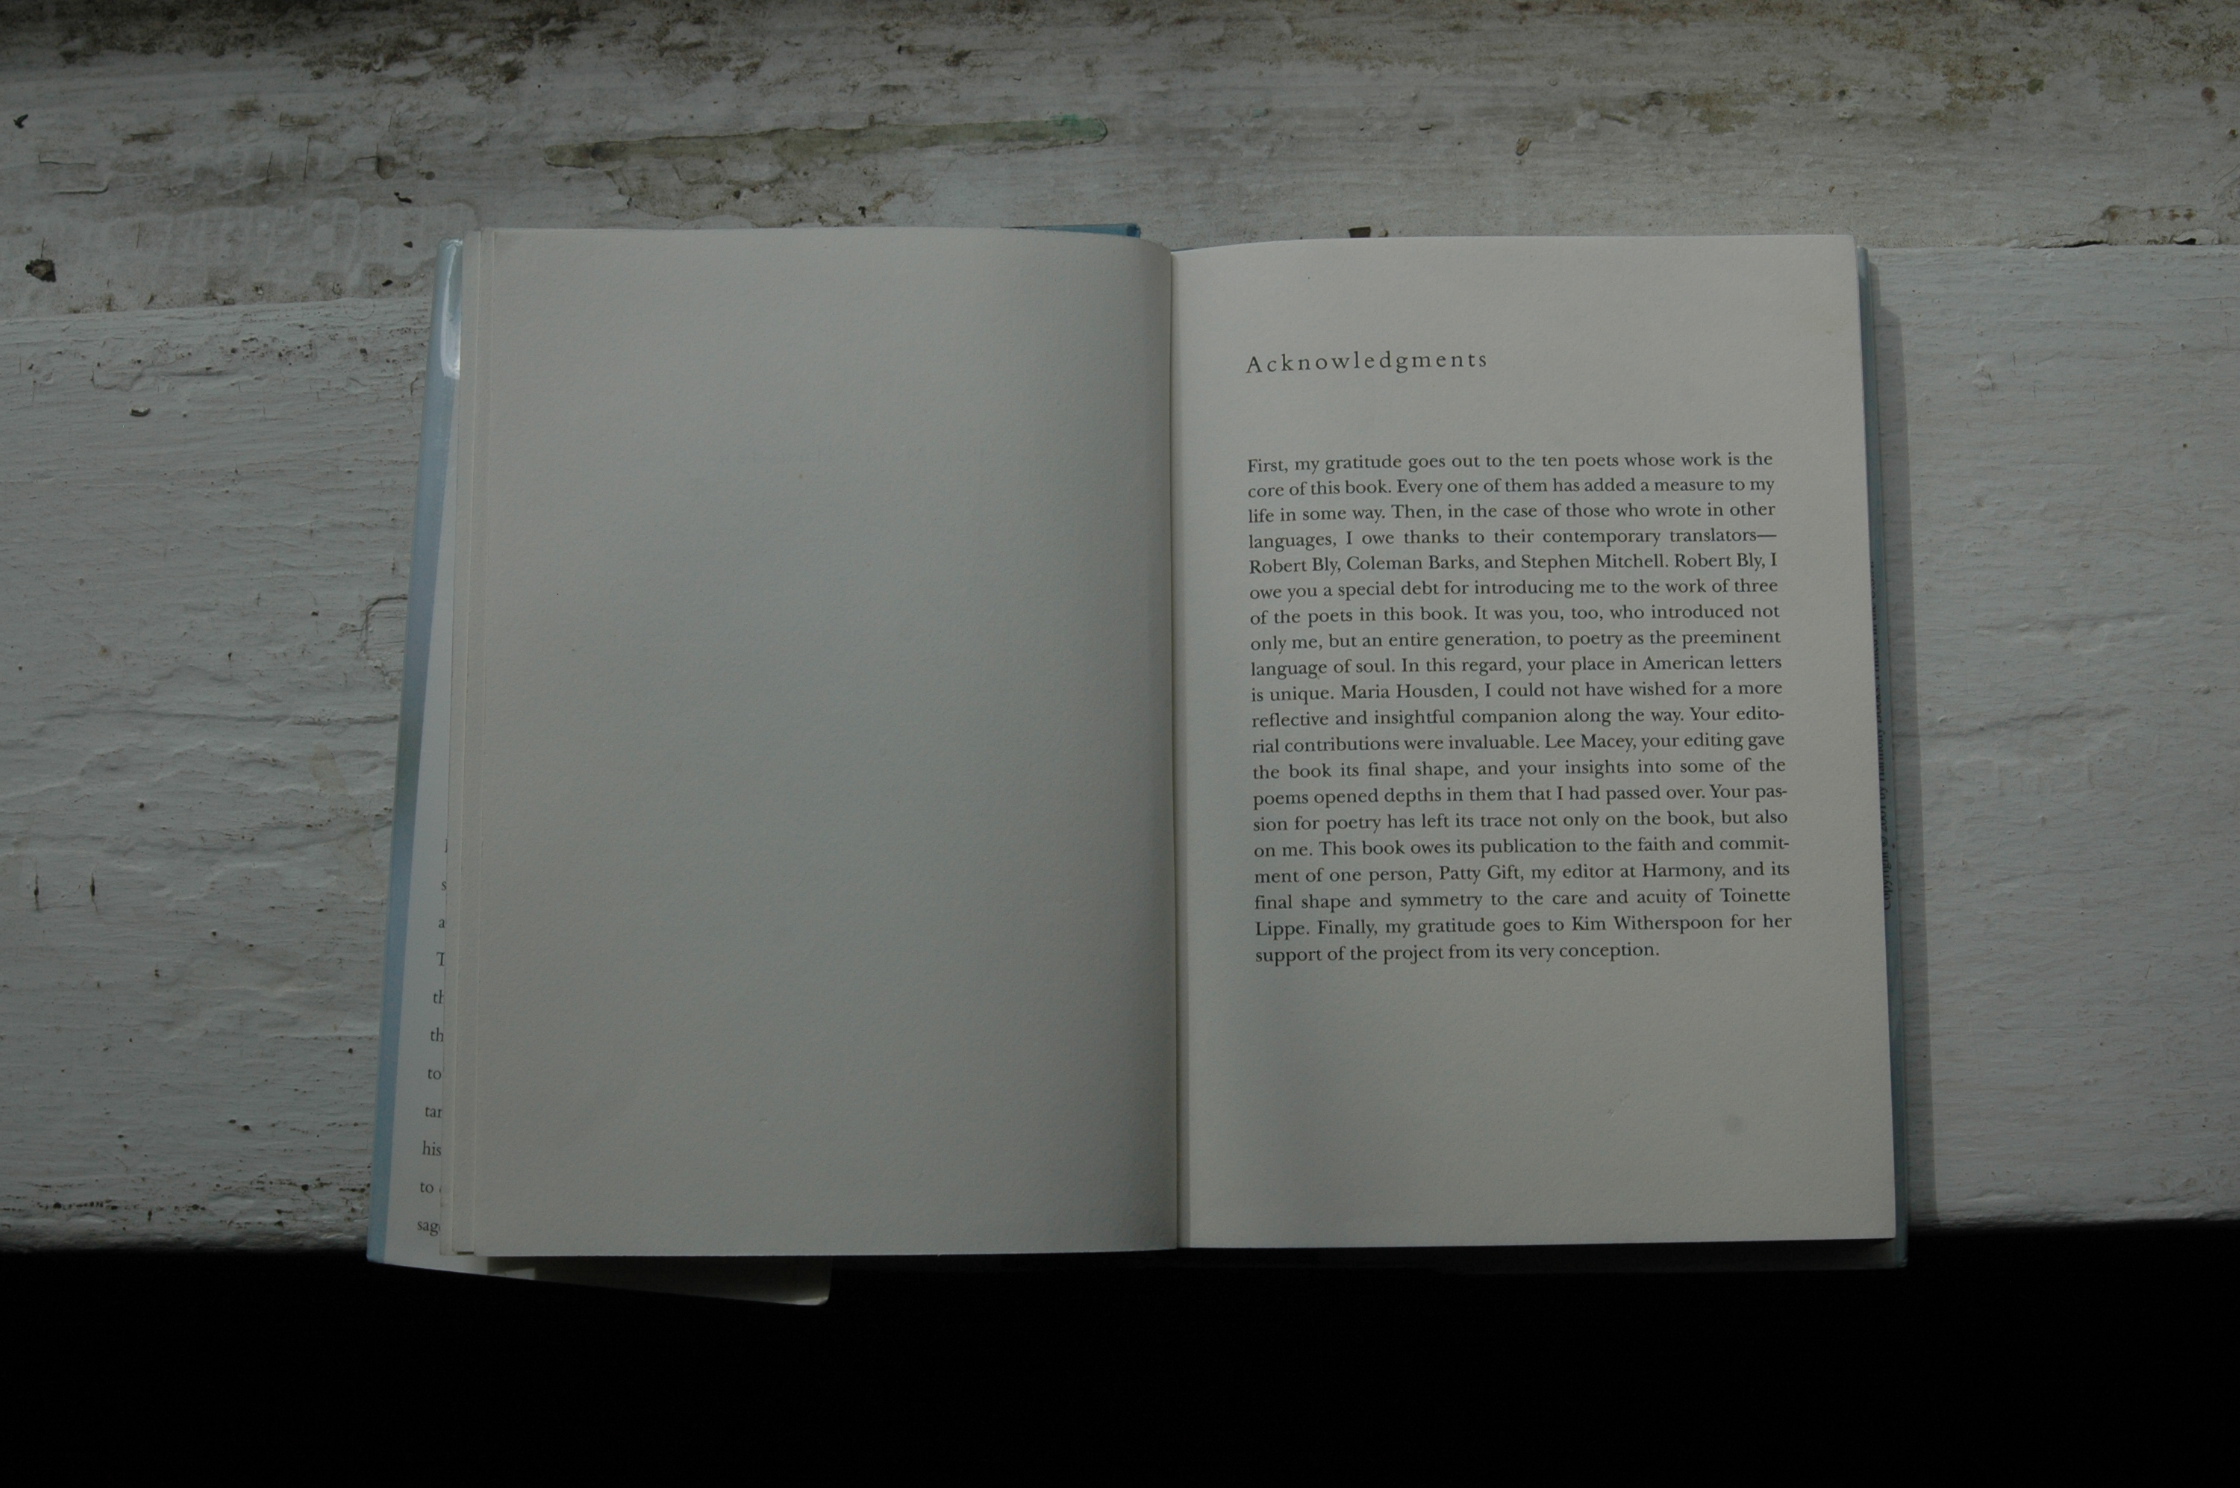 Acknowledgments
First, my gratitude goes out to the ten poets whose work is the
core of this book. Every one of them has added a measure to my
life in some way. Then, in the case of those who wrote in other
languages, I owe thanks to their contemporary translators—
Robert Bly, Coleman Barks, and Stephen Mitchell. Robert Bly, I
owe you a special debt for introducing me to the work of three
of the poets in this book. It was you, too, who introduced not
only me, but an entire generation, to poetry as the preeminent
language of soul. In this regard, your place in American letters
is unique. Maria Housden, I could not have wished for a more
reflective and insightful companion along the way. Your edito-
rial contributions were invaluable. Lee Macey, your editing gave
the book its final shape, and your insights into some of the
poems opened depths in them that I had passed over. Your pas-
sion for poetry has left its trace not only on the book, but also
on me. This book owes its publication to the faith and commit-
ment of one person, Patty Gift, my editor at Harmony, and its
final shape and symmetry to the care and acuity of Toinette
Lippe. Finally, my gratitude goes to Kim Witherspoon for her
support of the project from its very conception.
to
his
to